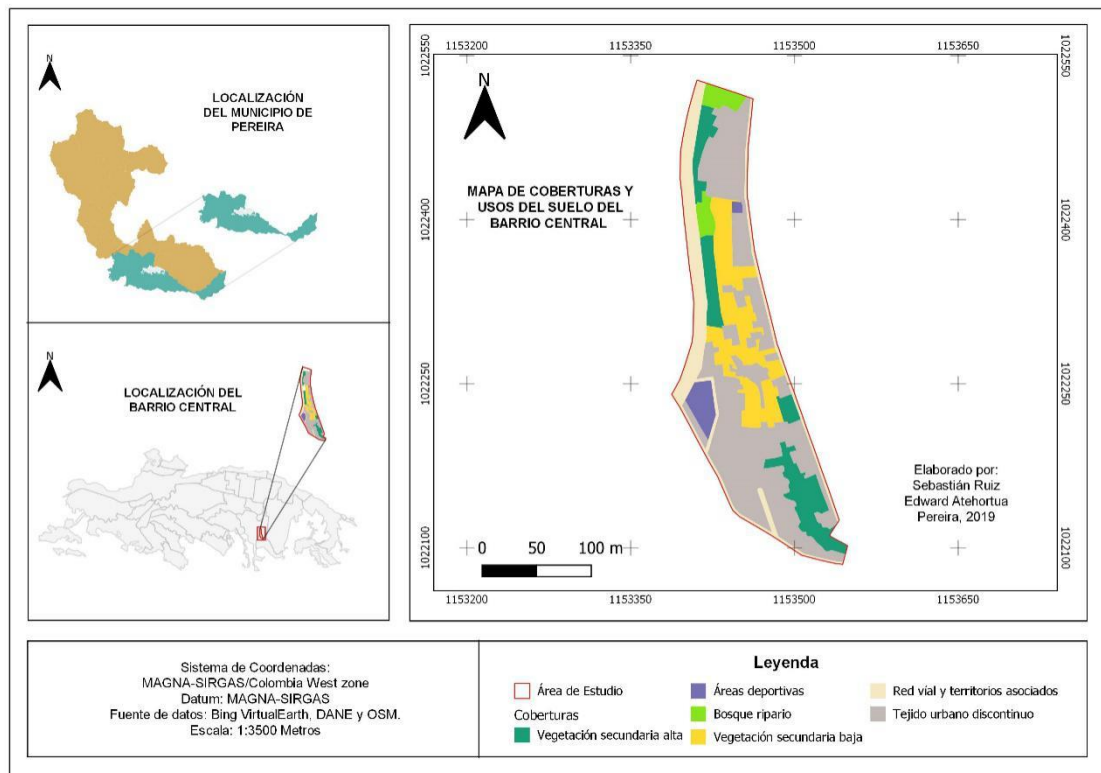 N
LOCALIZACIÓN
DEL MUNICIPIO DE
PEREIRA
N
LOCALIZACIÓN DEL
BARRIO CENTRAL
1153200
1153350
1153500
1153650
1022550
1022400
1022250
1022100
1022550
1022400
1022250
1022100
N
MAPA DE COBERTURAS Y
USOS DEL SUELO DEL
BARRIO CENTRAL
Elaborado por:
Sebastián Ruiz
Edward Atehortua
Pereira, 2019
0 50 100 m
1153200
1153350
1153500
1153650
Sistema de Coordenadas:
MAGNA-SIRGAS/Colombia West zone
Datum: MAGNA-SIRGAS
Fuente de datos: Bing VirtualEarth, DANE y OSM.
Escala: 1:3500 Metros
Leyenda
Área de Estudio
Coberturas
Vegetación secundaria alta
Áreas deportivas
Bosque ripario
Vegetación secundaria baja
Red víal y territorios asociados
Tejido urbano discontinuo